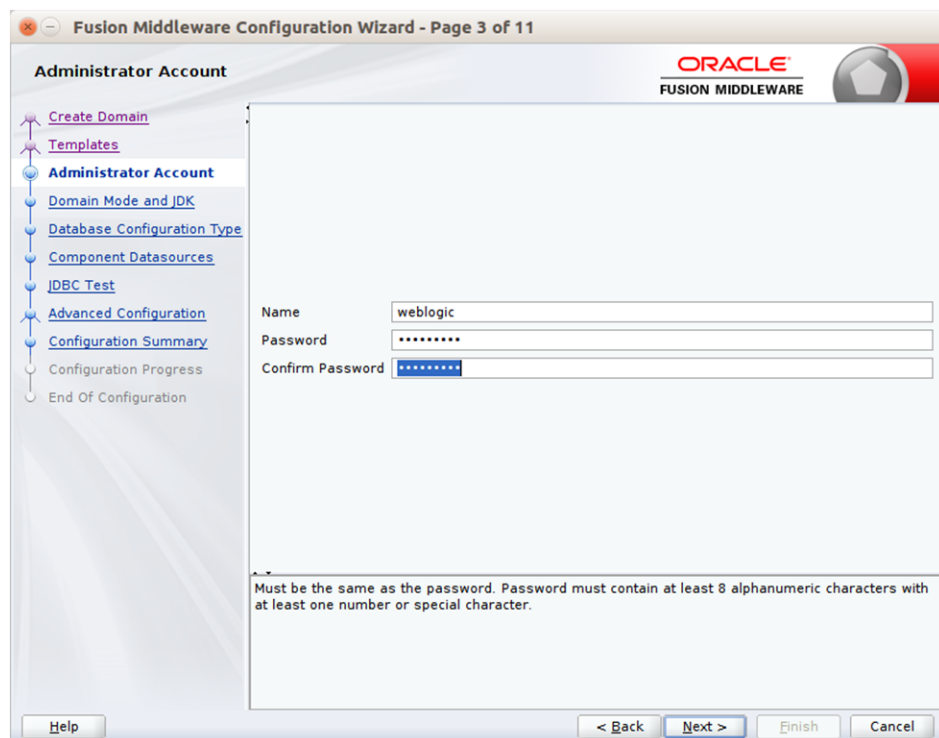 Fusion Middleware Configuration Wizard - Page 3 of 11
Administrator Account
ORACLE
FUSION MIDDLEWARE
Create Domain
Templates
Administrator Account
Domain Mode and JDK
Database Configuration Type
Component Datasources
JDBC Test
Advanced Configuration
Configuration Summary
Configuration Progress
End Of Configuration
Name weblogic
Password •••••••••
Confirm Password •••••••••
Must be the same as the password. Password must contain at least 8 alphanumeric characters with
at least one number or special character.
Help < Back Next > Finish Cancel